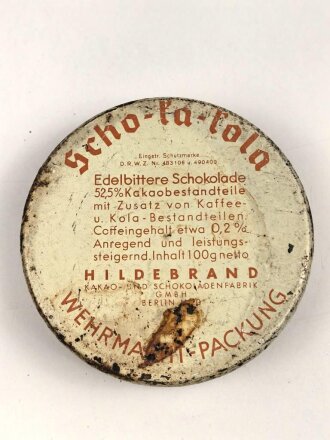 Scho-ka-kola
Eingetr. Schutzmarke
D.R.W.Z. Nr. 483106 u. 490400
Edelbittere Schokolade
52,5% Kakaobestandteile
mit Zusatz von Kaffee-
u. Kola-Bestandteilen.
Coffeingehalt etwa 0,2%.
Anregend und leistungs-
steigernd. Inhalt 100g netto
HILDEBRAND
KAKAO- UND SCHOKOLADENFABRIK
GMBH
BERLIN
WEHRMACHT-PACKUNG